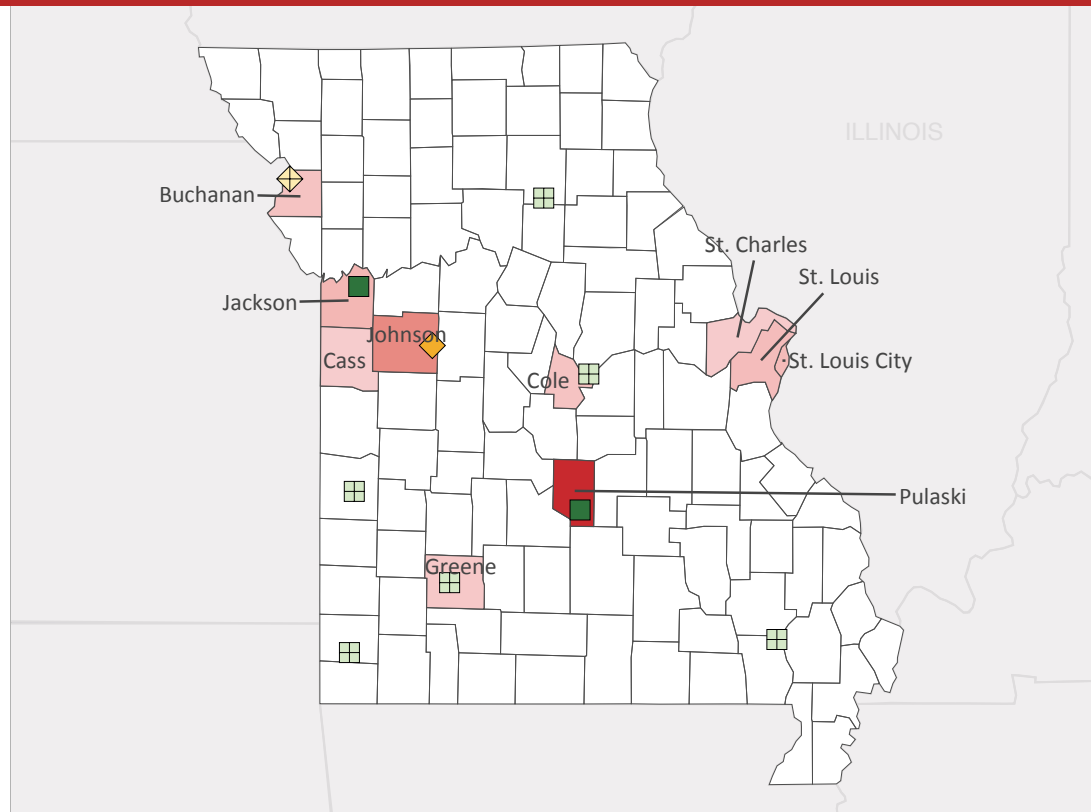 ILLINOIS
Buchanan
St. Charles
St. Louis
Jackson
Johnson
Cass
St. Louis City
Cole
Pulaski
Greene